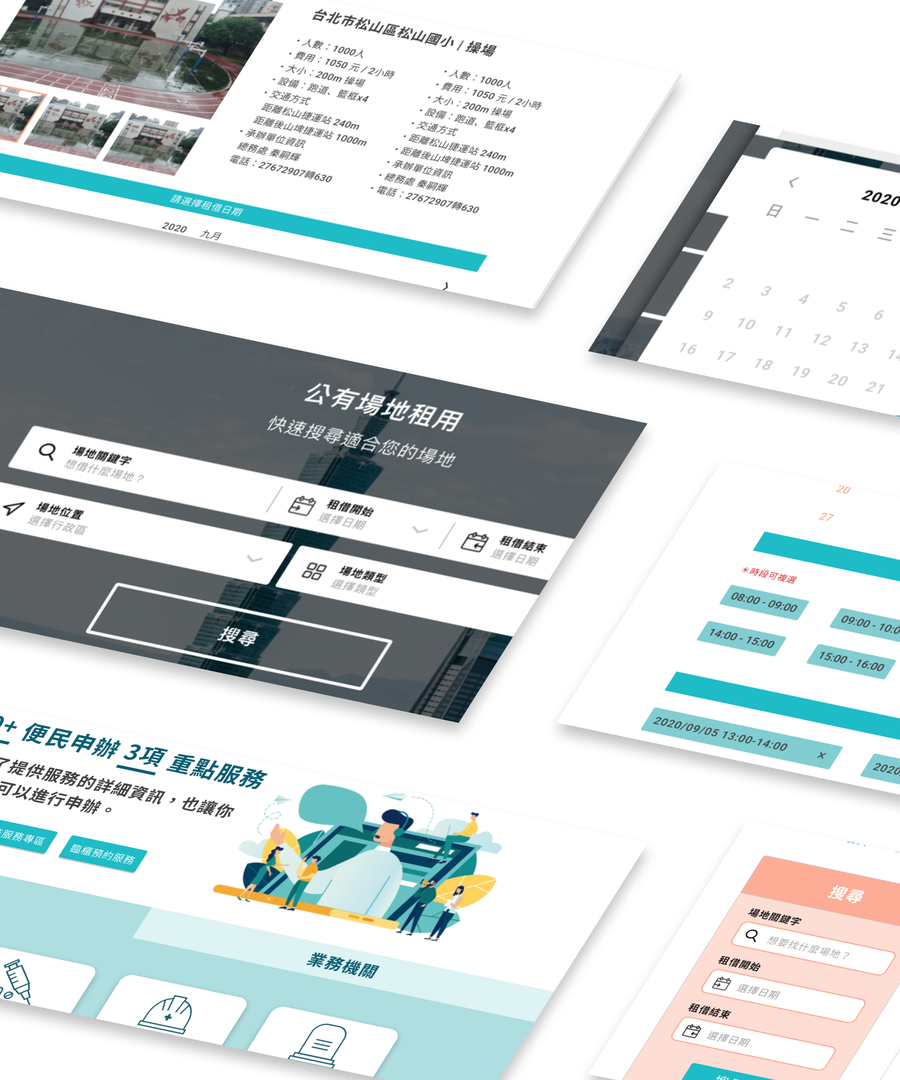 台北市松山區松山國小 | 操場
・人數：1000人
・費用：1050 元 / 2小時
・大小：200m 操場
・設備：跑道、籃框x4
・交通方式
距離松山捷運站 240m
距離後山埤捷運站 1000m
・承辦單位資訊
總務處 秦嗣輝
電話：27672907轉630
・人數：1000人
・費用：1050 元 / 2小時
・大小：200m 操場
・設備：跑道、籃框x4
・交通方式
・距離松山捷運站 240m
・距離後山埤捷運站 1000m
・承辦單位資訊
・總務處 秦嗣輝
・電話：27672907轉630
請選擇租借日期
2020 九月
2020
日 一 二 三
2 3 4 5 6
9 10 11 12 13
16 17 18 19 20 21
公有場地租用
快速搜尋適合您的場地
場地關鍵字
想借什麼場地？
租借開始
選擇日期
租借結束
選擇日期
場地位置
選擇行政區
場地類型
選擇類型
搜尋
20
27
＊時段可複選
08:00 - 09:00
09:00 - 10:0
14:00 - 15:00
15:00 - 16:00
2020/09/05 13:00-14:00 x
2020
+ 便民申辦 3項 重點服務
了提供服務的詳細資訊，也讓你
可以進行申辦。
服務專區
臨櫃預約服務
業務機關
搜尋
場地關鍵字
想要找什麼場地？
租借開始
選擇日期
租借結束
選擇日期